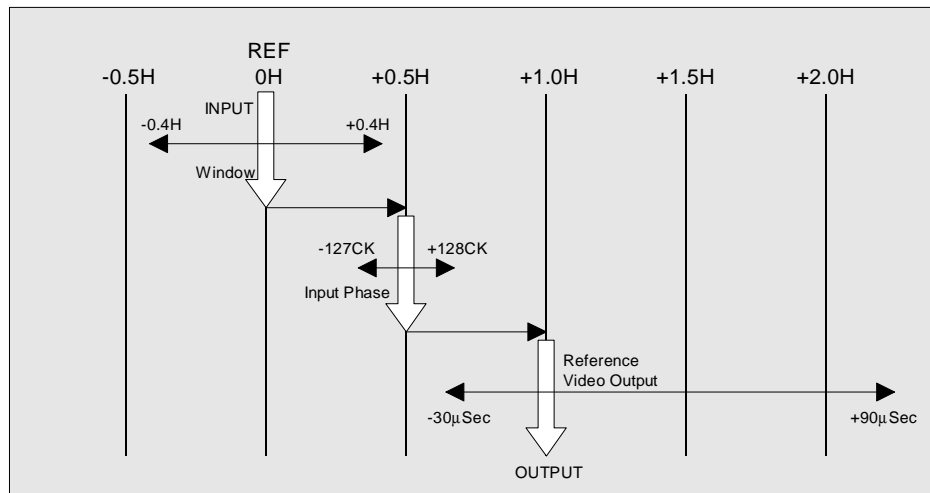 REF
-0.5H 0H +0.5H +1.0H +1.5H +2.0H
INPUT
-0.4H +0.4H
Window
-127CK +128CK
Input Phase
Reference
Video Output
-30μSec +90μSec
OUTPUT